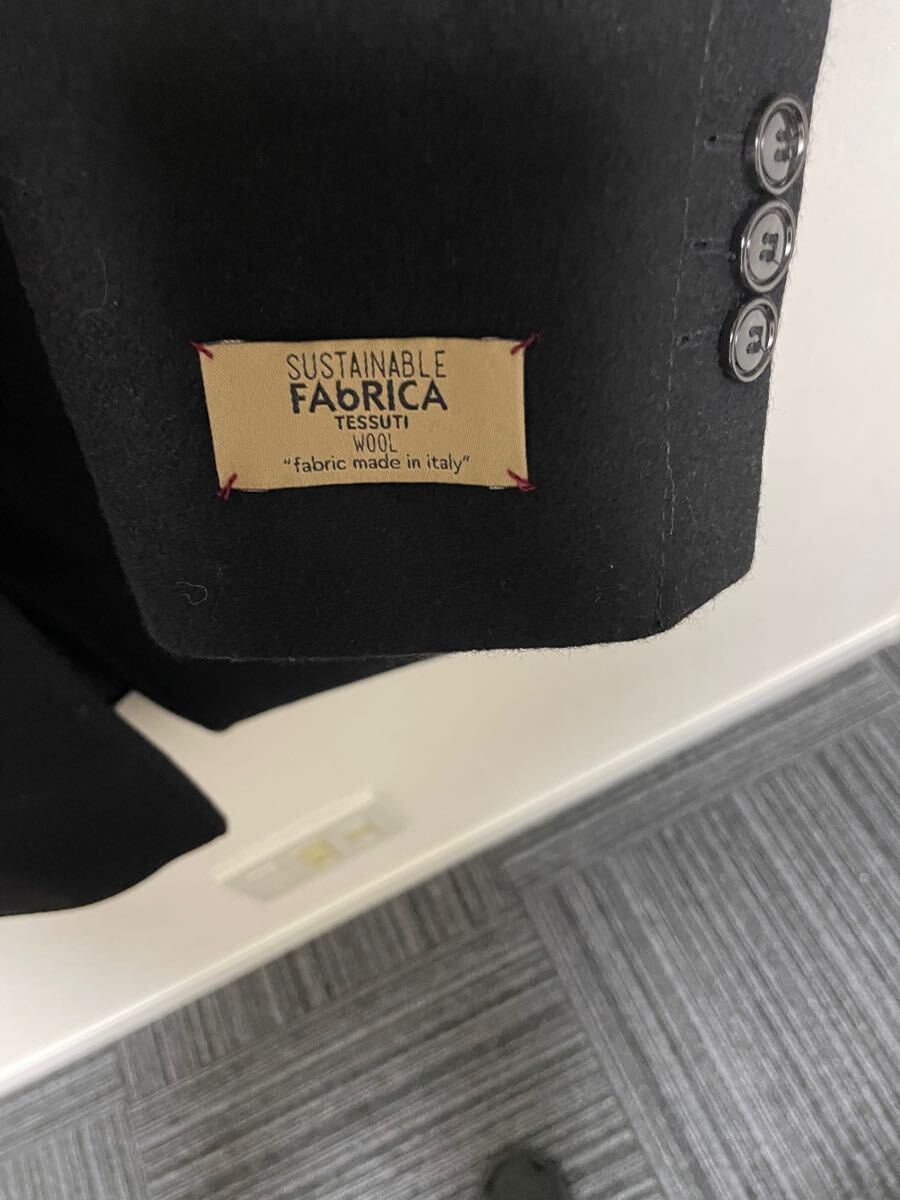 SUSTAINABLE
FAbRICA
TESSUTI
WOOL
"fabric made in italy"